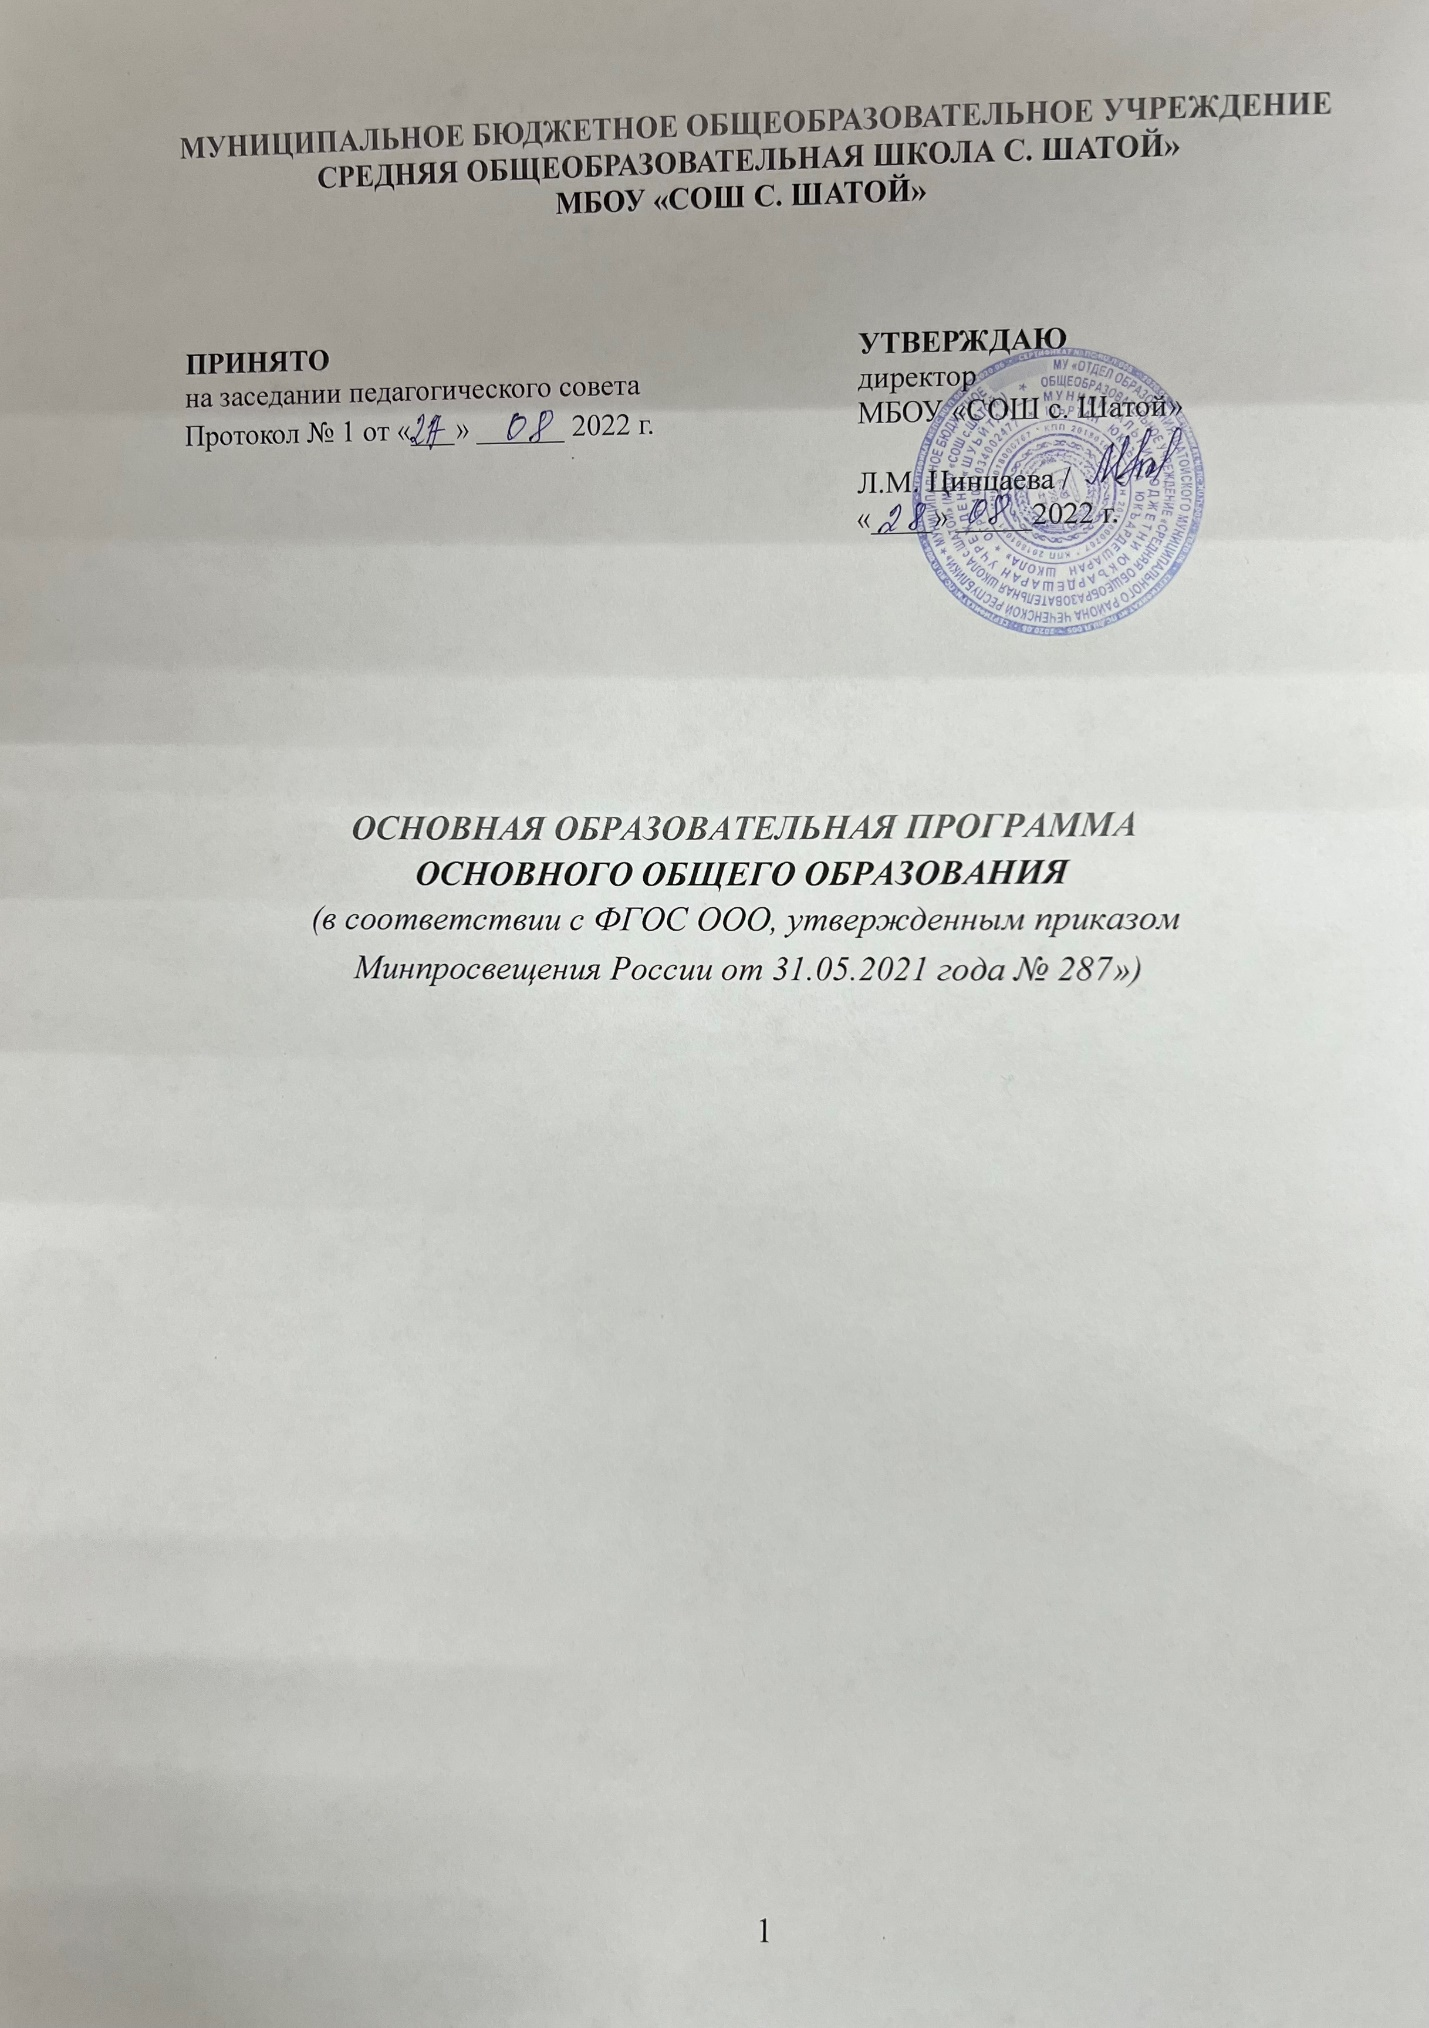 МУНИЦИПАЛЬНОЕ БЮДЖЕТНОЕ ОБЩЕОБРАЗОВАТЕЛЬНОЕ УЧРЕЖДЕНИЕ
СРЕДНЯЯ ОБЩЕОБРАЗОВАТЕЛЬНАЯ ШКОЛА С. ШАТОЙ»
МБОУ «СОШ С. ШАТОЙ»
ПРИНЯТО
на заседании педагогического совета
Протокол № 1 от «27» 08 2022 г.
УТВЕРЖДАЮ
директор
МБОУ «СОШ с. Шатой»
Л.М. Цинцаева /
«28» 08 2022 г.
ОСНОВНАЯ ОБРАЗОВАТЕЛЬНАЯ ПРОГРАММА
ОСНОВНОГО ОБЩЕГО ОБРАЗОВАНИЯ
(в соответствии с ФГОС ООО, утвержденным приказом
Минпросвещения России от 31.05.2021 года № 287»)
1